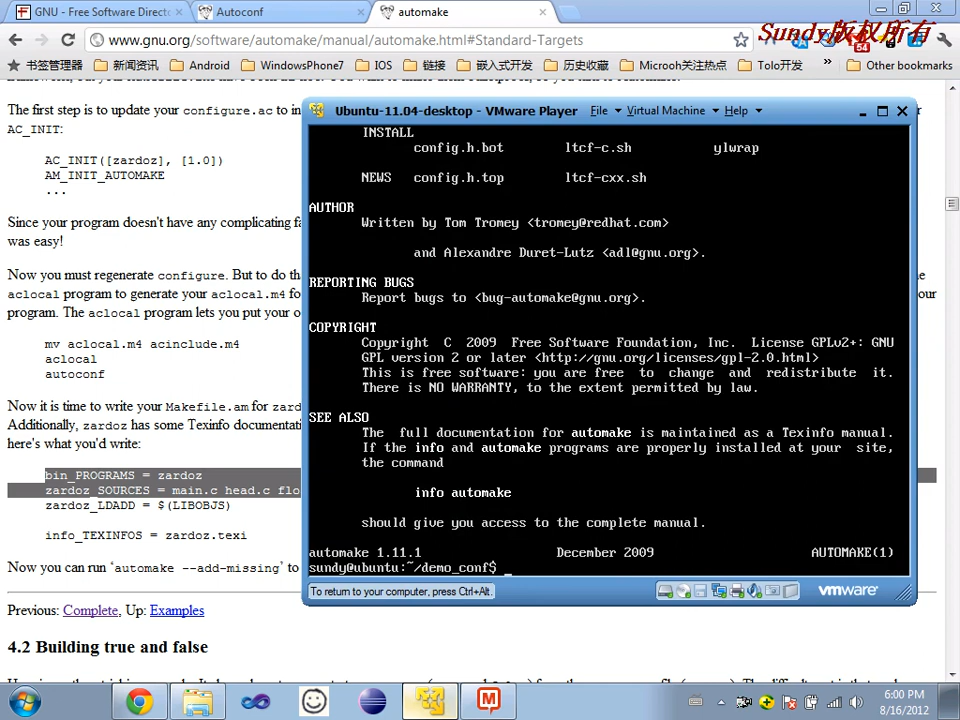 GNU - Free Software Direct
Autoconf
automake
www.gnu.org/software/automake/manual/automake.html#Standard-Targets
Sundy版权所有
书签管理器
新闻资讯
Android
WindowsPhone7
IOS
链接
嵌入式开发
历史收藏
Microoh关注热点
Tolo开发
»
Other bookmarks
The first step is to update your configure.ac to in
AC_INIT:
AC_INIT([zardoz], [1.0])
AM_INIT_AUTOMAKE
...
Since your program doesn't have any complicating fa
was easy!
Now you must regenerate configure. But to do tha
aclocal program to generate your aclocal.m4 fo
program. The aclocal program lets you put your o
mv aclocal.m4 acinclude.m4
aclocal
autoconf
Now it is time to write your Makefile.am for zard
Additionally, zardoz has some Texinfo documentati
here's what you'd write:
bin_PROGRAMS = zardoz
zardoz_SOURCES = main.c head.c flo
zardoz_LDADD = $(LIBOBJS)
info_TEXINFOS = zardoz.texi
Now you can run ‘automake --add-missing’ to
Previous: Complete, Up: Examples
4.2 Building true and false
Ubuntu-11.04-desktop - VMware Player File Virtual Machine Help
INSTALL
config.h.bot ltcf-c.sh ylwrap
NEWS config.h.top ltcf-cxx.sh
AUTHOR
Written by Tom Tromey <tromey@redhat.com>
and Alexandre Duret-Lutz <adl@gnu.org>.
REPORTING BUGS
Report bugs to <bug-automake@gnu.org>.
COPYRIGHT
Copyright C 2009 Free Software Foundation, Inc. License GPLv2+: GNU
GPL version 2 or later <http://gnu.org/licenses/gpl-2.0.html>
This is free software: you are free to change and redistribute it.
There is NO WARRANTY, to the extent permitted by law.
SEE ALSO
The full documentation for automake is maintained as a Texinfo manual.
If the info and automake programs are properly installed at your site,
the command
info automake
should give you access to the complete manual.
automake 1.11.1 December 2009 AUTOMAKE(1)
sundy@ubuntu:~/demo_conf$ _
To return to your computer, press Ctrl+Alt.
vmware
6:00 PM
8/16/2012